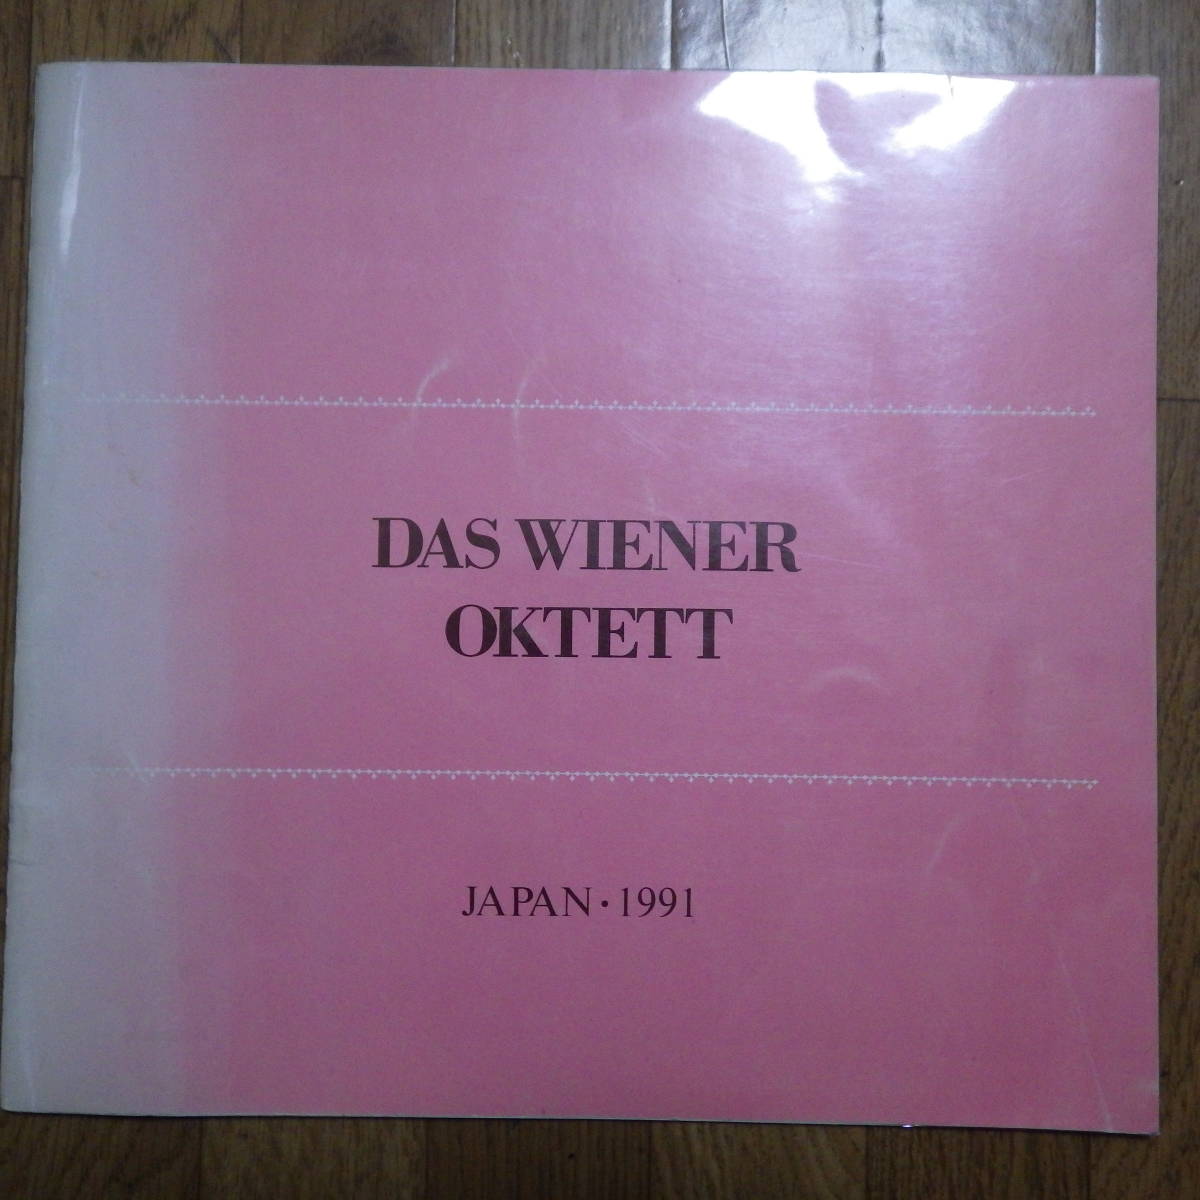 DAS WIENER
OKTETT
JAPAN・1991